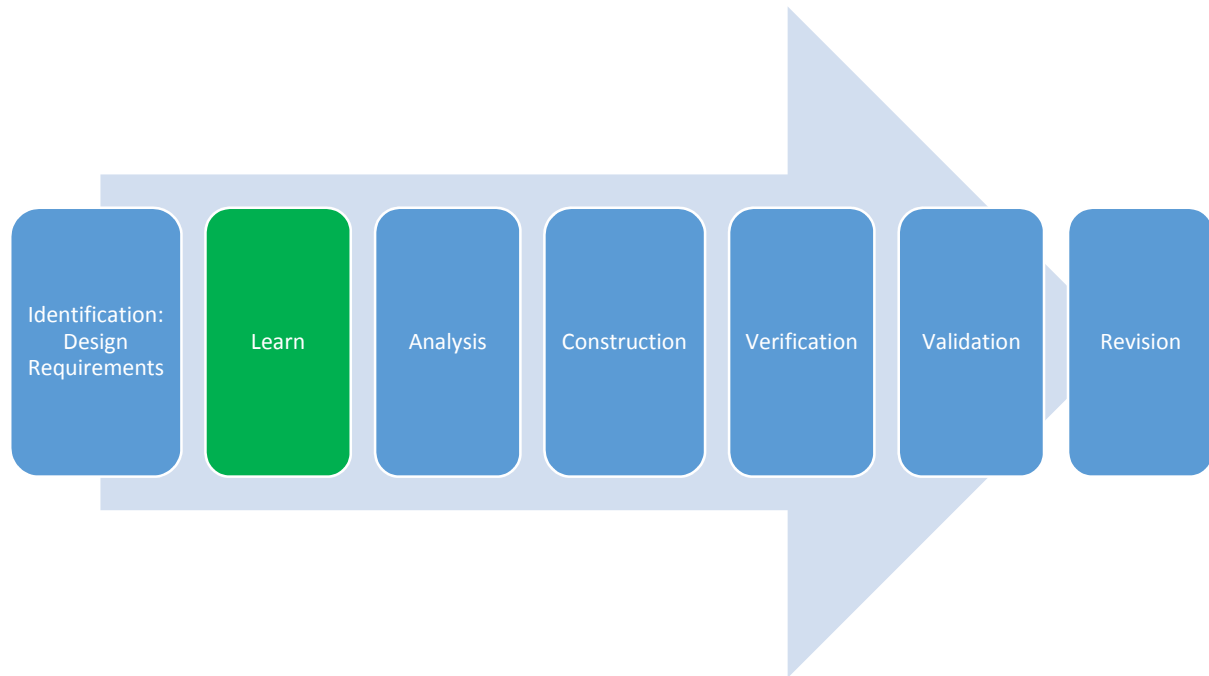 Identification:
Design
Requirements
Learn
Analysis
Construction
Verification
Validation
Revision